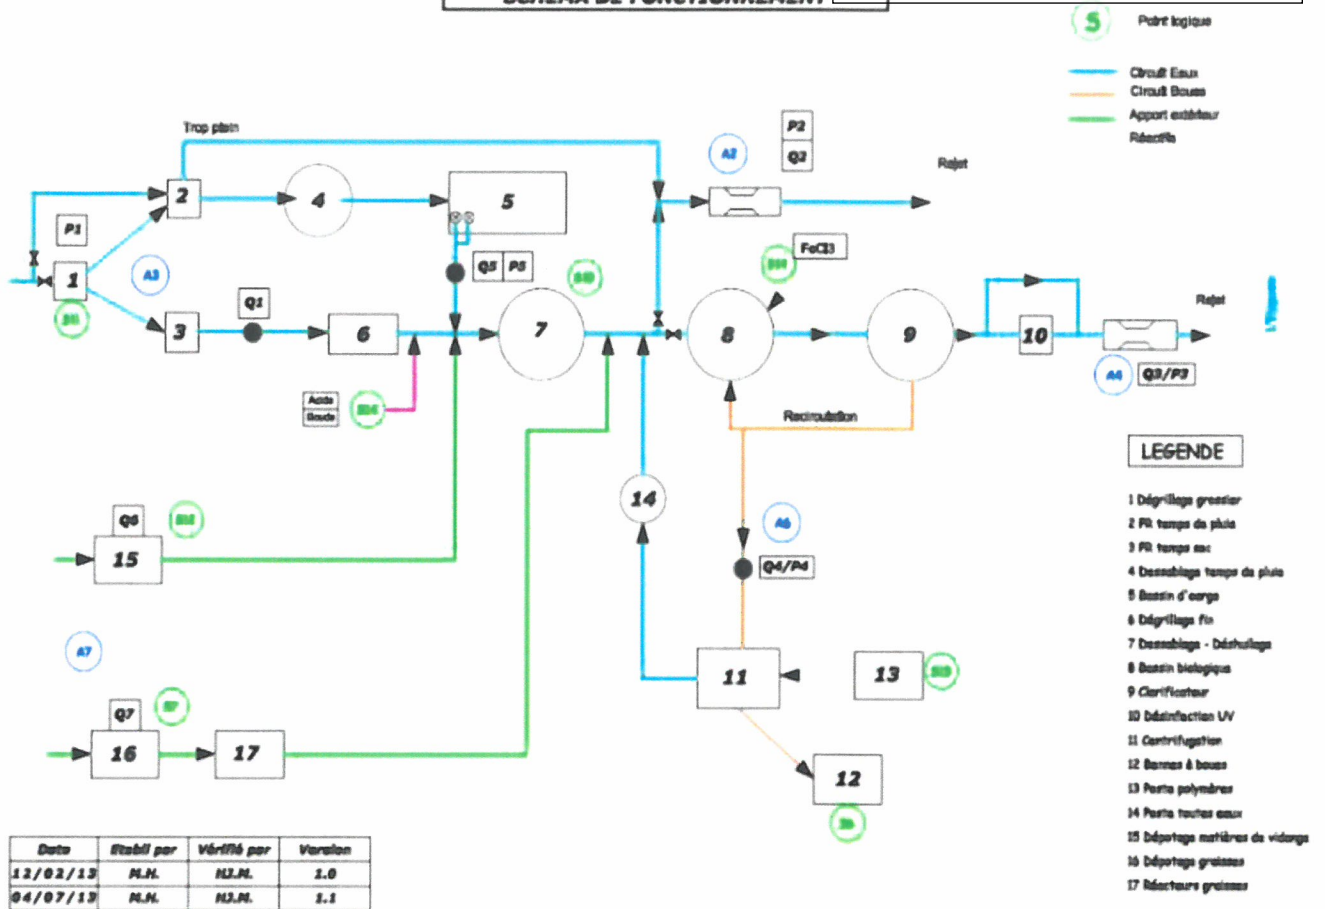 SCHEMA DE FONCTIONNEMENT
S
Point logique
Circuit Eaux
Circuit Boues
Apport extérieur
Réactifs
Trop plein
P2
Q2
A2
Rejet
2
4
5
P1
1
A3
Q1
3
6
Q5 P5
7
FeCl3
8
9
10
Rejet
A4
Q3/P3
Acide
Soude
Recirculation
14
A6
Q4/P4
Q6
15
A7
Q7
S7
16
17
11
13
12
S6
LEGENDE
1 Dégrillage grossier
2 PR temps de pluie
3 PR temps sec
4 Dessablage temps de pluie
5 Bassin d'orage
6 Dégrillage fin
7 Dessablage - Déshuilage
8 Bassin biologique
9 Clarificateur
10 Désinfection UV
11 Centrifugation
12 Bennes à boues
13 Poste polymères
14 Poste toutes eaux
15 Dépotage matières de vidange
16 Dépotage graisses
17 Réacteurs graisses
Date Etabli par Vérifié par Version
12/02/13 M.H. HJ.M. 1.0
04/07/13 M.H. HJ.M. 1.1